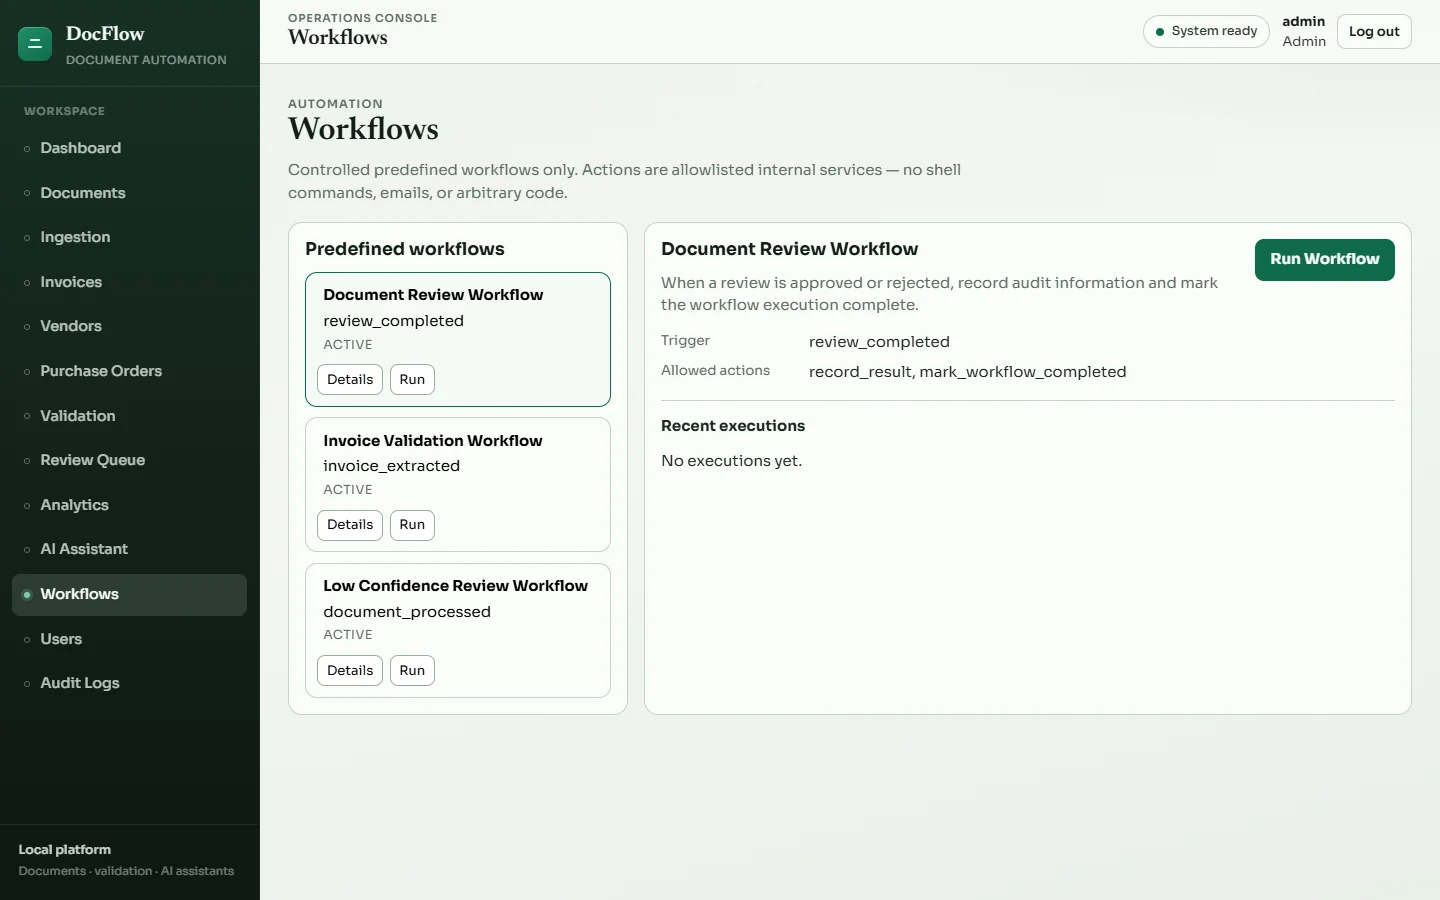 DocFlow
DOCUMENT AUTOMATION
WORKSPACE
Dashboard
Documents
Ingestion
Invoices
Vendors
Purchase Orders
Validation
Review Queue
Analytics
AI Assistant
Workflows
Users
Audit Logs
Local platform
Documents · validation · AI assistants
OPERATIONS CONSOLE
Workflows
System ready
admin
Admin
Log out
AUTOMATION
Workflows
Controlled predefined workflows only. Actions are allowlisted internal services — no shell
commands, emails, or arbitrary code.
Predefined workflows
Document Review Workflow
review_completed
ACTIVE
Details
Run
Invoice Validation Workflow
invoice_extracted
ACTIVE
Details
Run
Low Confidence Review Workflow
document_processed
ACTIVE
Details
Run
Document Review Workflow
Run Workflow
When a review is approved or rejected, record audit information and mark
the workflow execution complete.
Trigger review_completed
Allowed actions record_result, mark_workflow_completed
Recent executions
No executions yet.